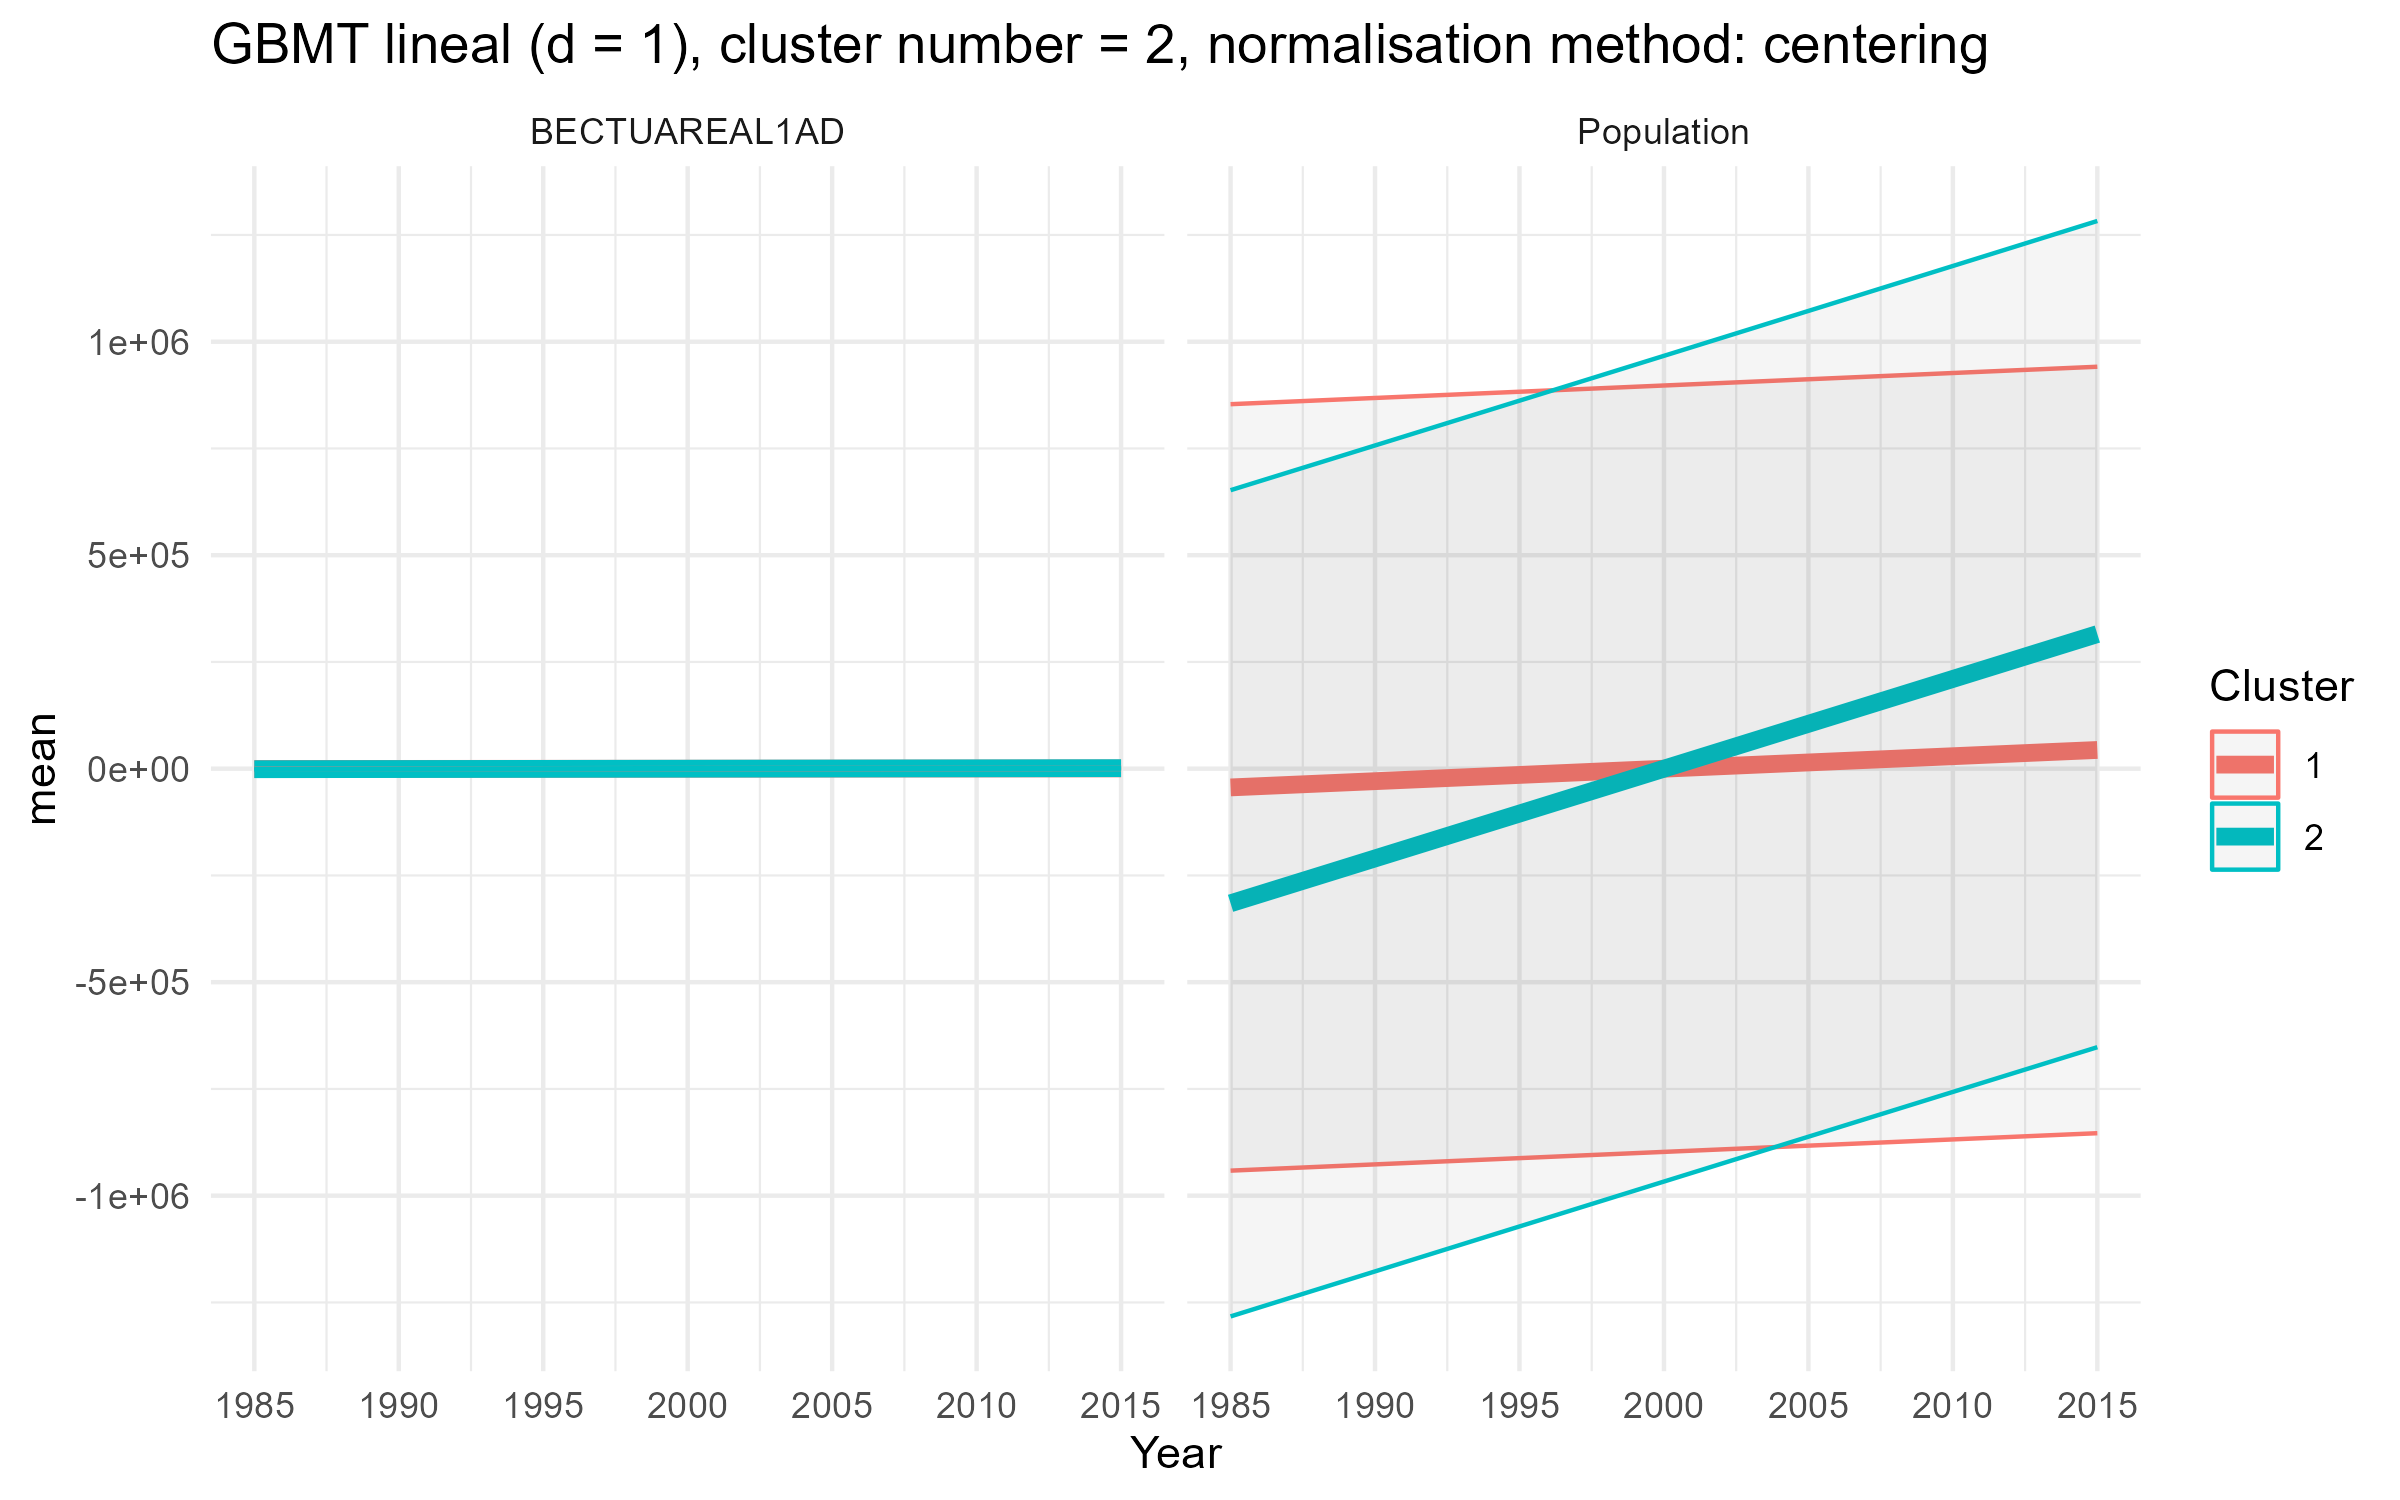 GBMT lineal (d = 1), cluster number = 2, normalisation method: centering
BECTUAREAL1AD
Population
mean
1e+06
5e+05
0e+00
-5e+05
-1e+06
1985 1990 1995 2000 2005 2010 2015
1985 1990 1995 2000 2005 2010 2015
Year
Cluster
1
2